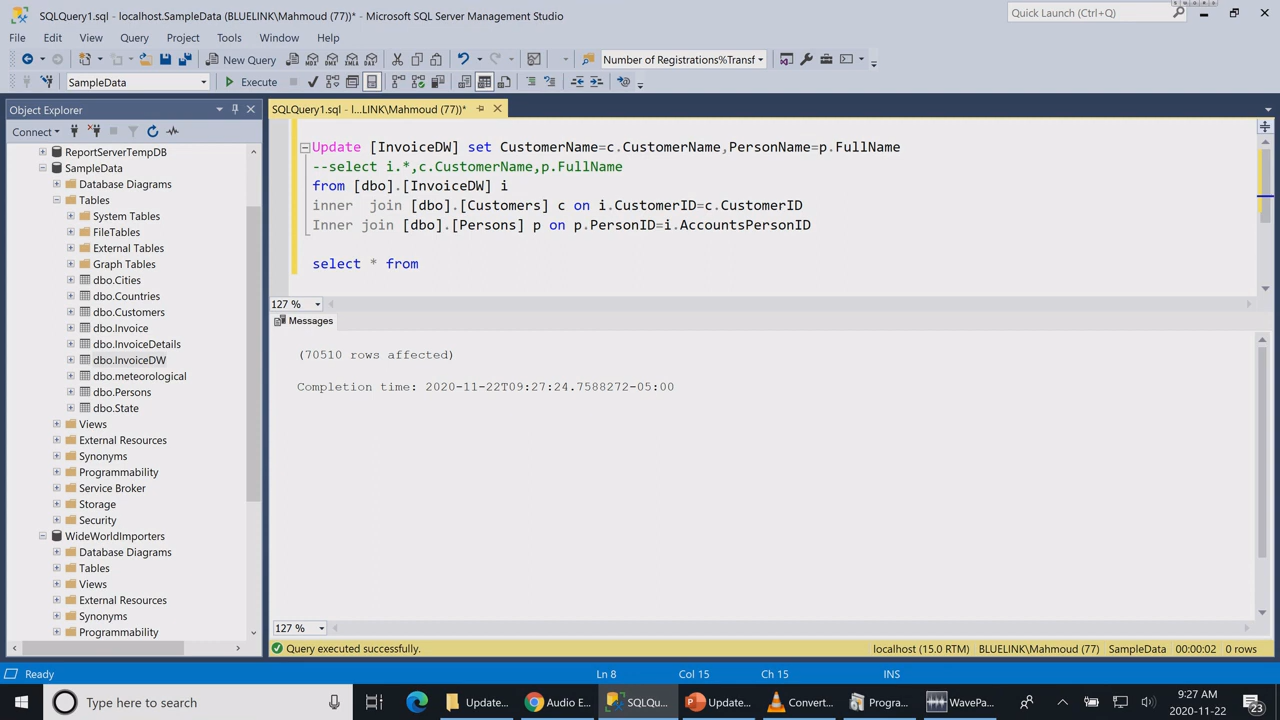 SQLQuery1.sql - localhost.SampleData (BLUELINK\Mahmoud (77))* - Microsoft SQL Server Management Studio
Quick Launch (Ctrl+Q)
File Edit View Query Project Tools Window Help
New Query
MDX DMX XMLA DAX
Number of Registrations%Transf
SampleData
Execute
Object Explorer
SQLQuery1.sql - l...LINK\Mahmoud (77))*
Connect
ReportServerTempDB
SampleData
Database Diagrams
Tables
System Tables
FileTables
External Tables
Graph Tables
dbo.Cities
dbo.Countries
dbo.Customers
dbo.Invoice
dbo.InvoiceDetails
dbo.InvoiceDW
dbo.meteorological
dbo.Persons
dbo.State
Views
External Resources
Synonyms
Programmability
Service Broker
Storage
Security
WideWorldImporters
Database Diagrams
Tables
Views
External Resources
Synonyms
Programmability
Update [InvoiceDW] set CustomerName=c.CustomerName,PersonName=p.FullName
--select i.*,c.CustomerName,p.FullName
from [dbo].[InvoiceDW] i
inner  join [dbo].[Customers] c on i.CustomerID=c.CustomerID
Inner join [dbo].[Persons] p on p.PersonID=i.AccountsPersonID
select * from
127 %
Messages
(70510 rows affected)
Completion time: 2020-11-22T09:27:24.7588272-05:00
127 %
Query executed successfully.
localhost (15.0 RTM) BLUELINK\Mahmoud (77) SampleData 00:00:02 0 rows
Ready
Ln 8 Col 15 Ch 15 INS
Type here to search
Update... Audio E... SQLQu... Update... Convert... Progra... WavePa...
9:27 AM
2020-11-22
23